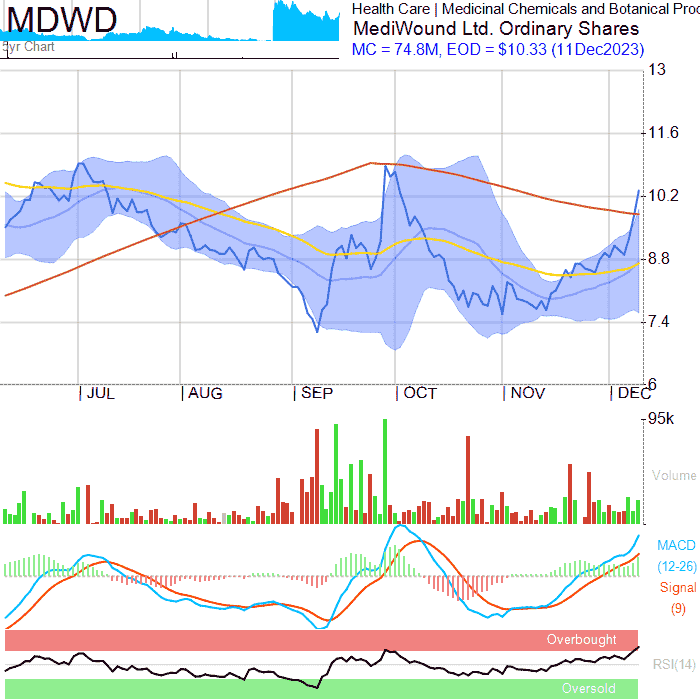 MDWD
5yr Chart
Health Care | Medicinal Chemicals and Botanical Proc
MediWound Ltd. Ordinary Shares
MC = 74.8M, EOD = $10.33 (11Dec2023)
13
11.6
10.2
8.8
7.4
6
| JUL | AUG | SEP | OCT | NOV | DEC
95k
Volume
MACD
(12-26)
Signal
(9)
Overbought
RSI(14)
Oversold